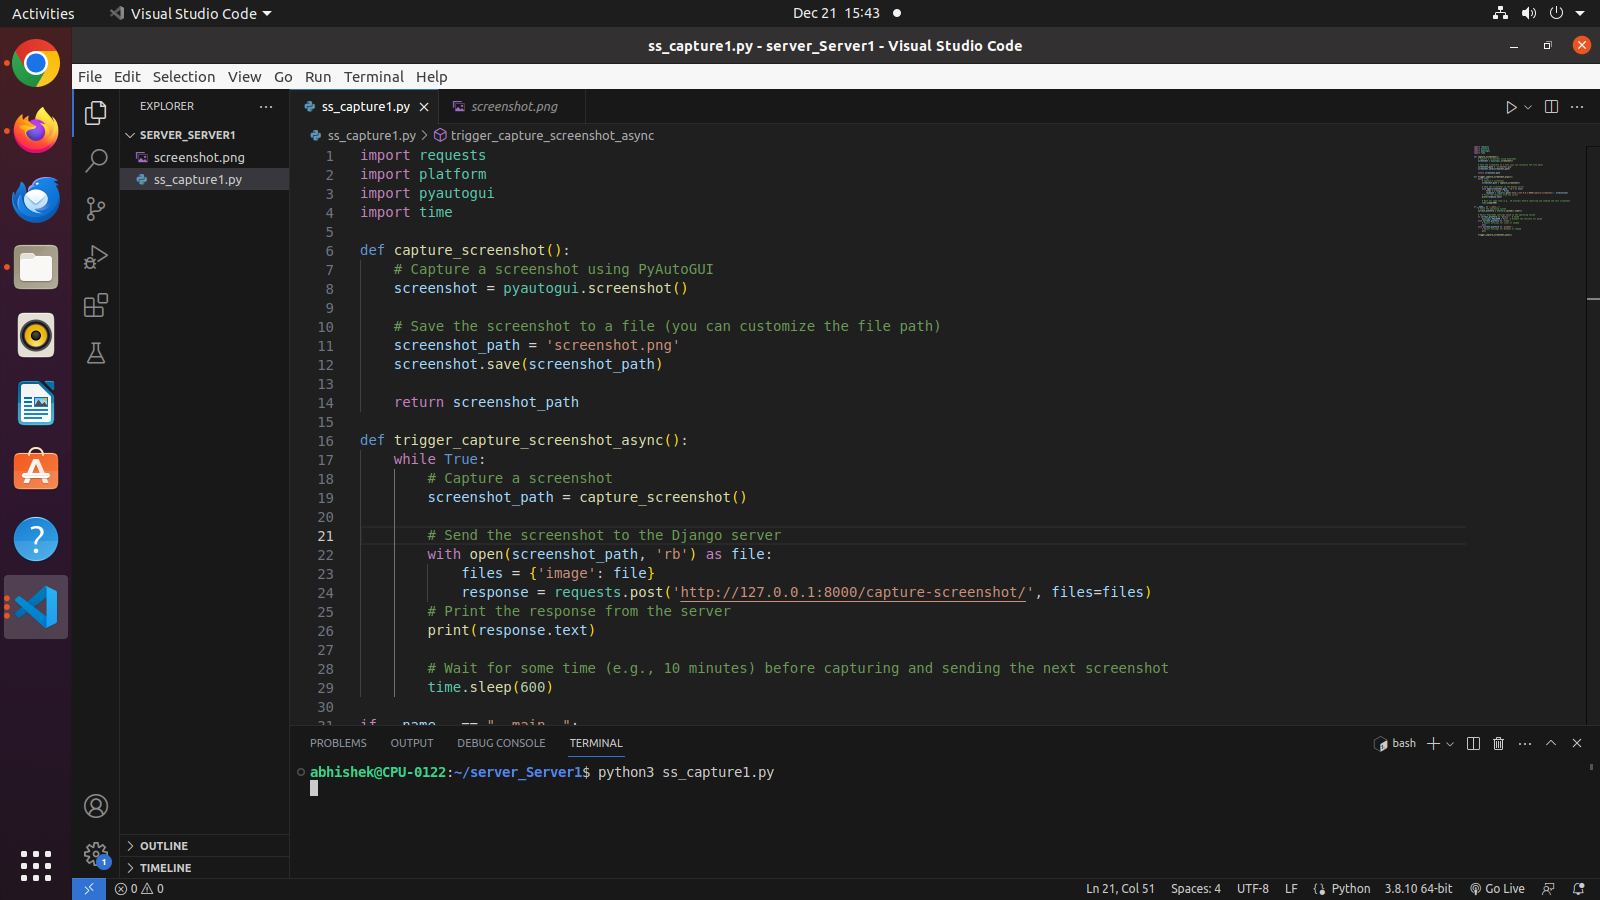 Activities
Visual Studio Code
Dec 21 15:43
ss_capture1.py - server_Server1 - Visual Studio Code
File Edit Selection View Go Run Terminal Help
EXPLORER
SERVER_SERVER1
screenshot.png
ss_capture1.py
OUTLINE
TIMELINE
ss_capture1.py
screenshot.png
ss_capture1.py > trigger_capture_screenshot_async
1 import requests
2 import platform
3 import pyautogui
4 import time
5
6 def capture_screenshot():
7 # Capture a screenshot using PyAutoGUI
8 screenshot = pyautogui.screenshot()
9
10 # Save the screenshot to a file (you can customize the file path)
11 screenshot_path = 'screenshot.png'
12 screenshot.save(screenshot_path)
13
14 return screenshot_path
15
16 def trigger_capture_screenshot_async():
17 while True:
18 # Capture a screenshot
19 screenshot_path = capture_screenshot()
20
21 # Send the screenshot to the Django server
22 with open(screenshot_path, 'rb') as file:
23 files = {'image': file}
24 response = requests.post('http://127.0.0.1:8000/capture-screenshot/', files=files)
25 # Print the response from the server
26 print(response.text)
27
28 # Wait for some time (e.g., 10 minutes) before capturing and sending the next screenshot
29 time.sleep(600)
30
31 if __name__ == "__main__":
PROBLEMS OUTPUT DEBUG CONSOLE TERMINAL
bash
abhishek@CPU-0122:~/server_Server1$ python3 ss_capture1.py
1
0 0
Ln 21, Col 51 Spaces: 4 UTF-8 LF Python 3.8.10 64-bit Go Live